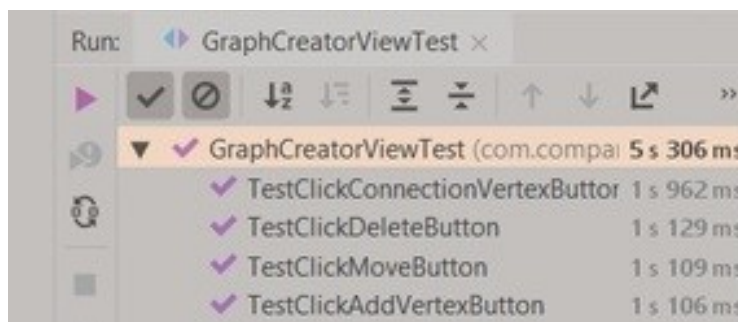 Run: GraphCreatorViewTest ×
GraphCreatorViewTest (com.compai 5 s 306 ms
TestClickConnectionVertexButtor 1 s 962 ms
TestClickDeleteButton 1 s 129 ms
TestClickMoveButton 1 s 109 ms
TestClickAddVertexButton 1 s 106 ms